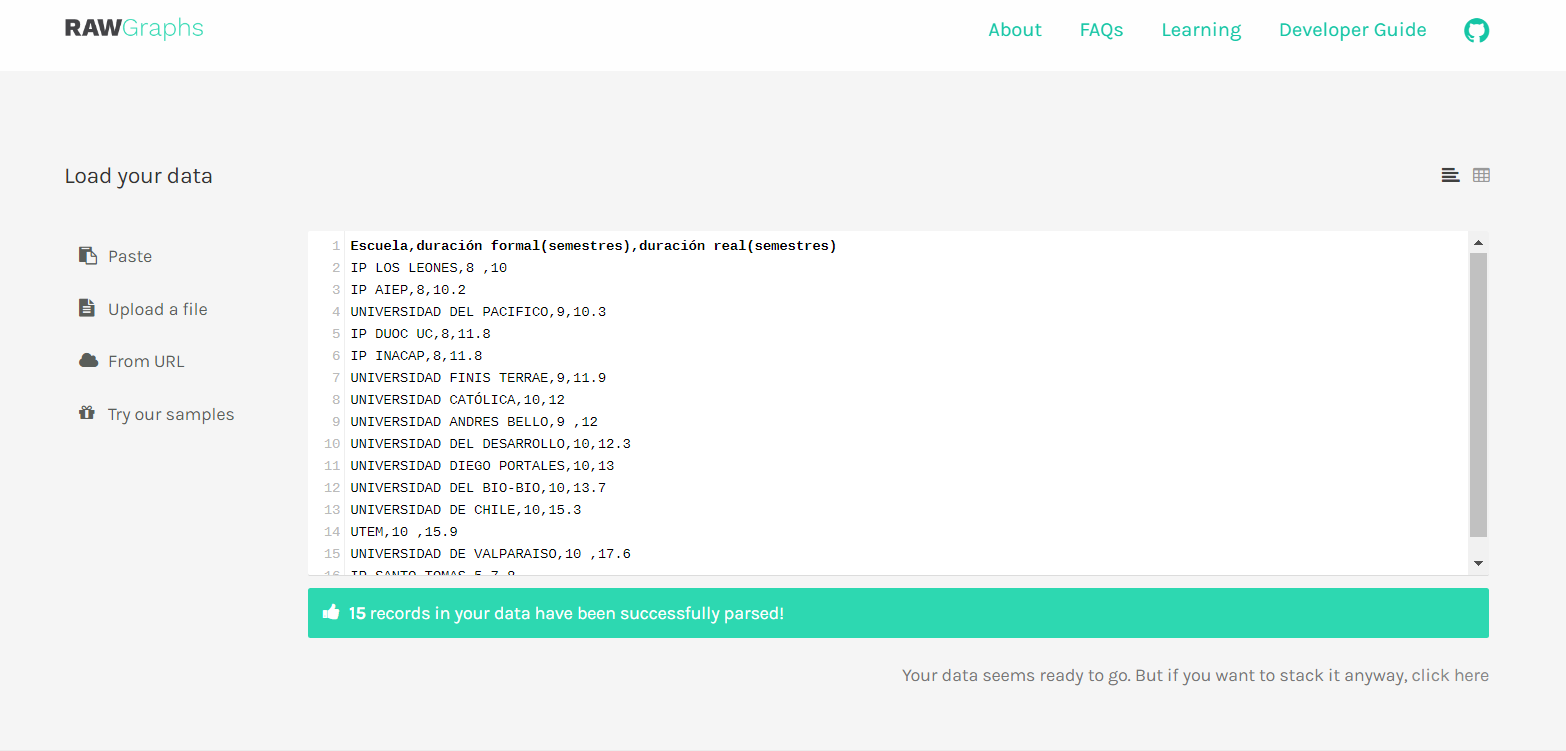 RAWGraphs
About FAQs Learning Developer Guide
Load your data
Paste
Upload a file
From URL
Try our samples
1 Escuela,duración formal(semestres),duración real(semestres)
2 IP LOS LEONES,8 ,10
3 IP AIEP,8,10.2
4 UNIVERSIDAD DEL PACIFICO,9,10.3
5 IP DUOC UC,8,11.8
6 IP INACAP,8,11.8
7 UNIVERSIDAD FINIS TERRAE,9,11.9
8 UNIVERSIDAD CATÓLICA,10,12
9 UNIVERSIDAD ANDRES BELLO,9 ,12
10 UNIVERSIDAD DEL DESARROLLO,10,12.3
11 UNIVERSIDAD DIEGO PORTALES,10,13
12 UNIVERSIDAD DEL BIO-BIO,10,13.7
13 UNIVERSIDAD DE CHILE,10,15.3
14 UTEM,10 ,15.9
15 UNIVERSIDAD DE VALPARAISO,10 ,17.6
16 IP SANTO TOMAS
15 records in your data have been successfully parsed!
Your data seems ready to go. But if you want to stack it anyway, click here